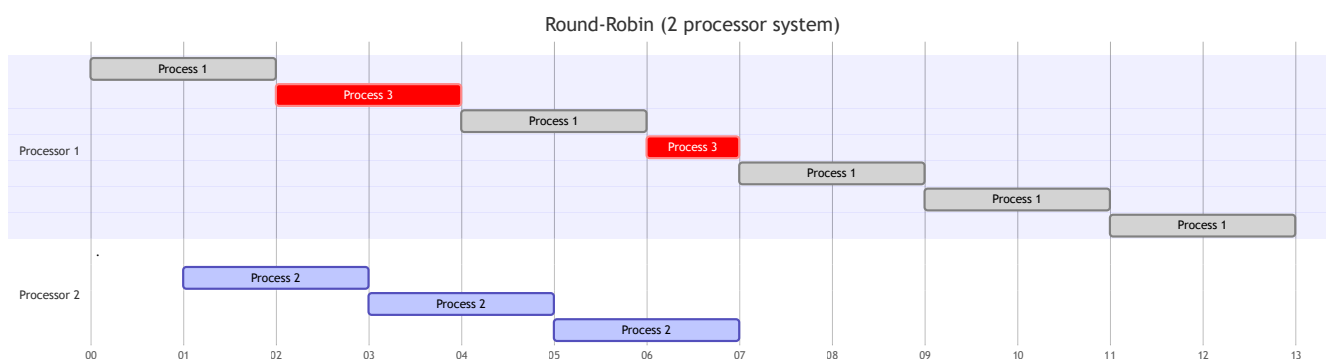 Round-Robin (2 processor system)
Process 1
Process 3
Process 1
Processor 1
Process 3
Process 1
Process 1
Process 1
.
Process 2
Processor 2
Process 2
Process 2
00 01 02 03 04 05 06 07 08 09 10 11 12 13